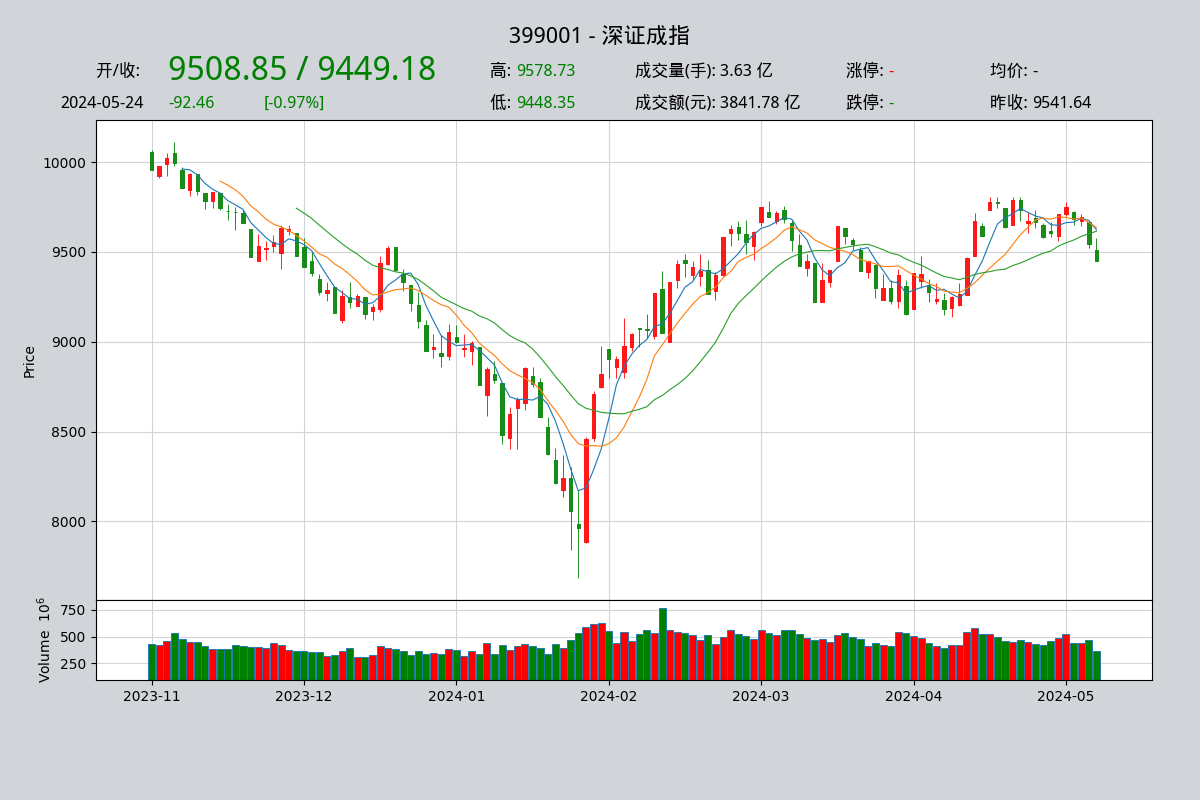 399001 - 深证成指
开/收: 9508.85 / 9449.18 高: 9578.73 成交量(手): 3.63 亿 涨停: - 均价: -
2024-05-24 -92.46 [-0.97%] 低: 9448.35 成交额(元): 3841.78 亿 跌停: - 昨收: 9541.64
10000
9500
9000
8500
8000
Price
750
500
250
Volume 10^6
2023-11 2023-12 2024-01 2024-02 2024-03 2024-04 2024-05